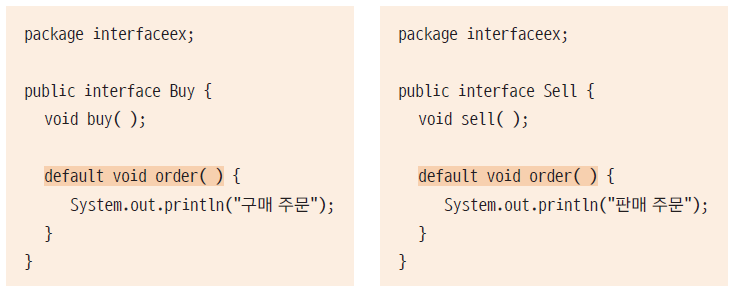 package interfaceex;
public interface Buy {
void buy( );
default void order( ) {
System.out.println("구매 주문");
}
}
package interfaceex;
public interface Sell {
void sell( );
default void order( ) {
System.out.println("판매 주문");
}
}